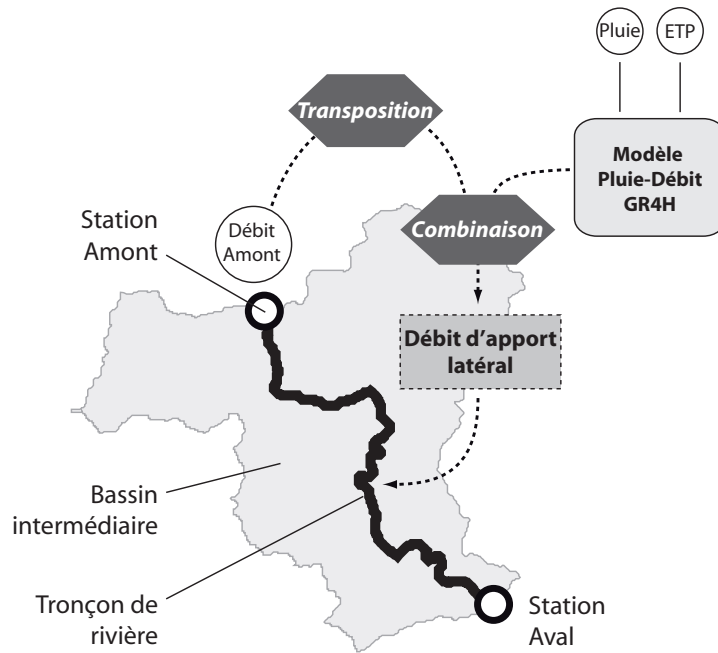 Pluie
ETP
Transposition
Modèle
Pluie-Débit
GR4H
Station
Amont
Débit
Amont
Combinaison
Débit d'apport
latéral
Bassin
intermédiaire
Tronçon de
rivière
Station
Aval